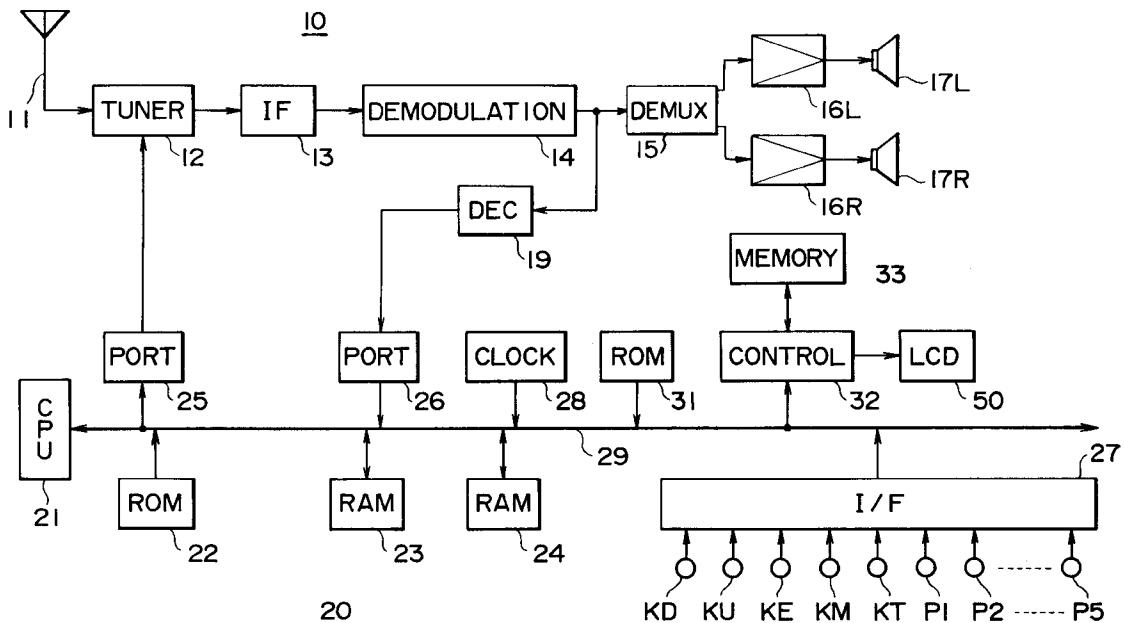 10
11
TUNER
12
IF
13
DEMODULATION
14
DEMUX
15
16L
17L
16R
17R
DEC
19
MEMORY
33
PORT
25
PORT
26
CLOCK
28
ROM
31
CONTROL
32
LCD
50
CPU
21
29
ROM
22
RAM
23
RAM
24
27
I/F
KD KU KE KM KT P1 P2 ----- P5
20